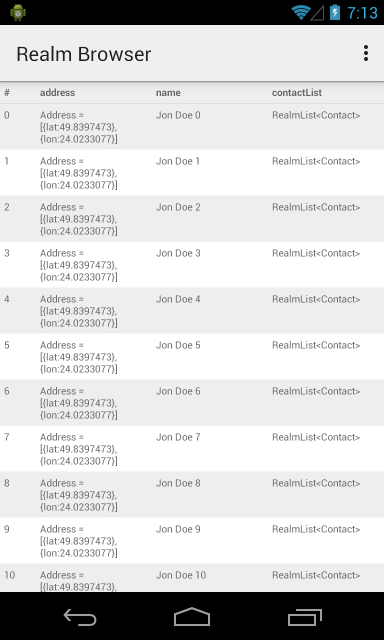 7:13
Realm Browser
# address name contactList
0 Address = Jon Doe 0 RealmList<Contact>
[{lat:49.8397473},
{lon:24.0233077}]
1 Address = Jon Doe 1 RealmList<Contact>
[{lat:49.8397473},
{lon:24.0233077}]
2 Address = Jon Doe 2 RealmList<Contact>
[{lat:49.8397473},
{lon:24.0233077}]
3 Address = Jon Doe 3 RealmList<Contact>
[{lat:49.8397473},
{lon:24.0233077}]
4 Address = Jon Doe 4 RealmList<Contact>
[{lat:49.8397473},
{lon:24.0233077}]
5 Address = Jon Doe 5 RealmList<Contact>
[{lat:49.8397473},
{lon:24.0233077}]
6 Address = Jon Doe 6 RealmList<Contact>
[{lat:49.8397473},
{lon:24.0233077}]
7 Address = Jon Doe 7 RealmList<Contact>
[{lat:49.8397473},
{lon:24.0233077}]
8 Address = Jon Doe 8 RealmList<Contact>
[{lat:49.8397473},
{lon:24.0233077}]
9 Address = Jon Doe 9 RealmList<Contact>
[{lat:49.8397473},
{lon:24.0233077}]
10 Address = Jon Doe 10 RealmList<Contact>
[{lat:49.8397473},